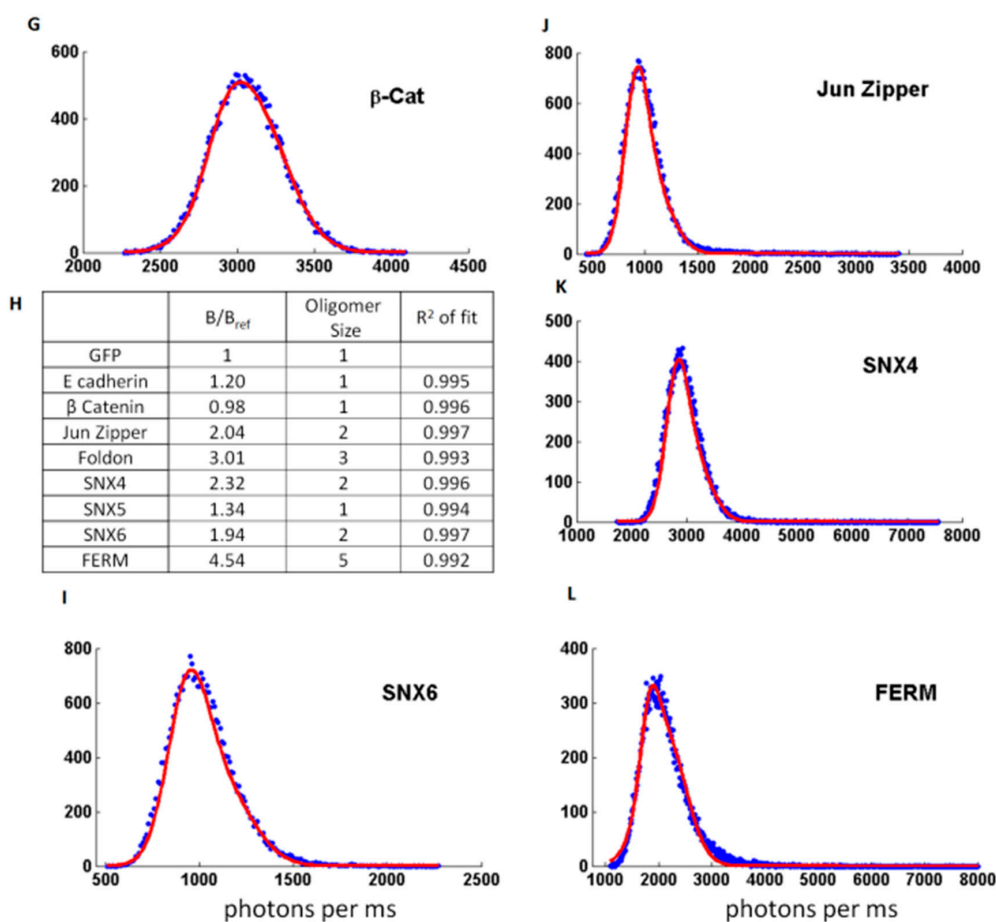 G
600
400
200
0
2000 2500 3000 3500 4000 4500
β-Cat
J
800
600
400
200
0
500 1000 1500 2000 2500 3000 3500 4000
Jun Zipper
H
B/Bref Oligomer Size R² of fit
GFP 1 1
E cadherin 1.20 1 0.995
β Catenin 0.98 1 0.996
Jun Zipper 2.04 2 0.997
Foldon 3.01 3 0.993
SNX4 2.32 2 0.996
SNX5 1.34 1 0.994
SNX6 1.94 2 0.997
FERM 4.54 5 0.992
K
500
400
300
200
100
0
1000 2000 3000 4000 5000 6000 7000 8000
SNX4
I
800
600
400
200
0
500 1000 1500 2000 2500
SNX6
photons per ms
L
400
300
200
100
0
1000 2000 3000 4000 5000 6000 7000 8000
FERM
photons per ms